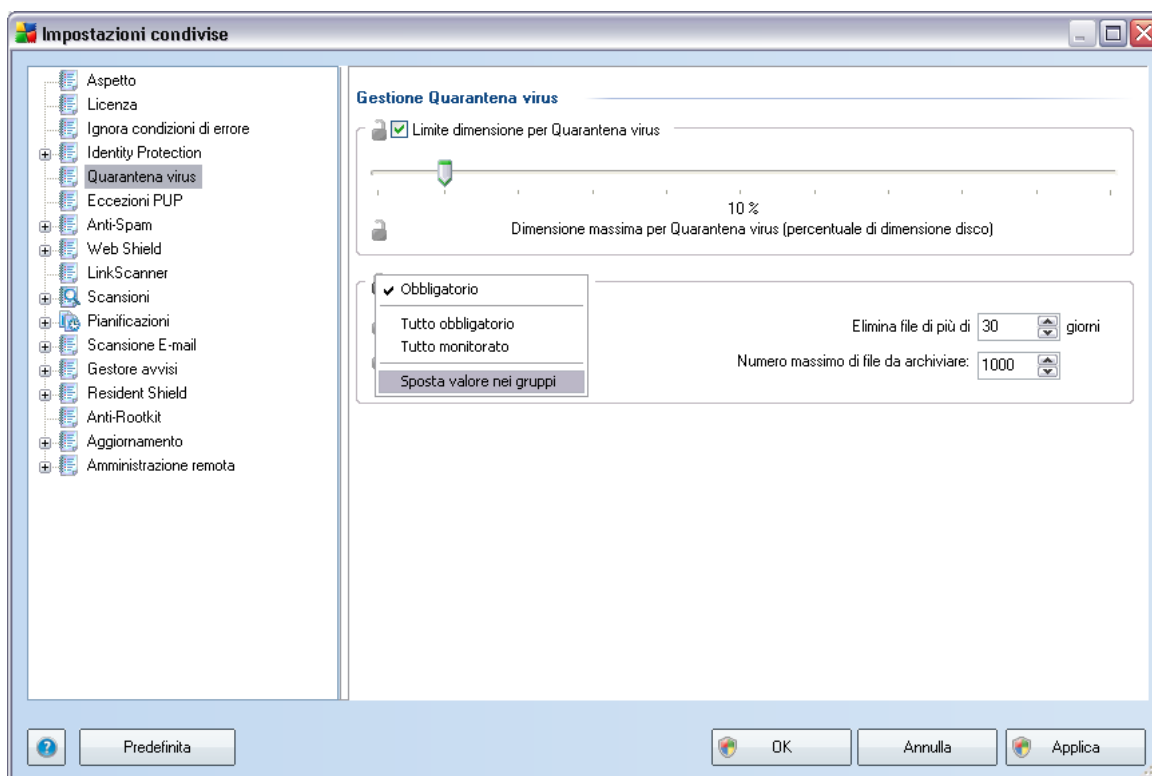 Impostazioni condivise
Aspetto
Licenza
Ignora condizioni di errore
Identity Protection
Quarantena virus
Eccezioni PUP
Anti-Spam
Web Shield
LinkScanner
Scansioni
Pianificazioni
Scansione E-mail
Gestore avvisi
Resident Shield
Anti-Rootkit
Aggiornamento
Amministrazione remota
Gestione Quarantena virus
Limite dimensione per Quarantena virus
10 %
Dimensione massima per Quarantena virus (percentuale di dimensione disco)
Obbligatorio
Tutto obbligatorio
Tutto monitorato
Sposta valore nei gruppi
Elimina file di più di 30 giorni
Numero massimo di file da archiviare: 1000
Predefinita OK Annulla Applica